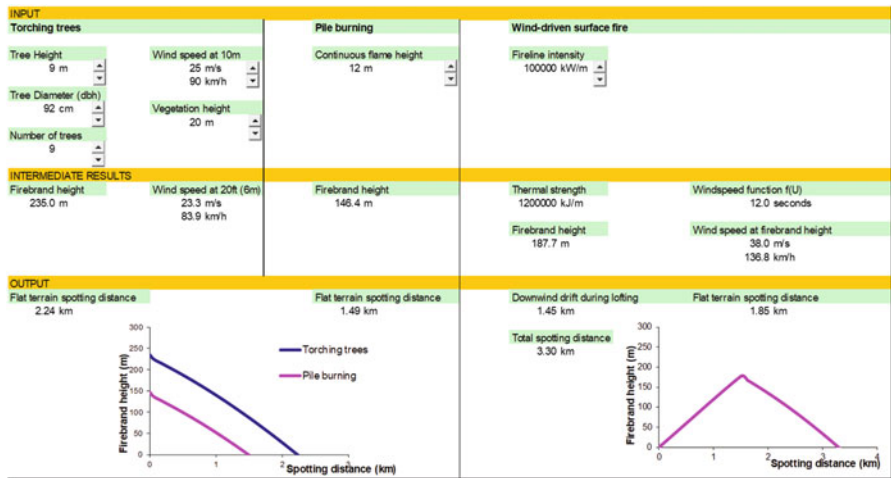 INPUT
Torching trees
Pile burning
Wind-driven surface fire
Tree Height
9 m
Wind speed at 10m
25 m/s
90 km/h
Continuous flame height
12 m
Fireline intensity
100000 kW/m
Tree Diameter (dbh)
92 cm
Vegetation height
20 m
Number of trees
9
INTERMEDIATE RESULTS
Firebrand height
235.0 m
Wind speed at 20ft (6m)
23.3 m/s
83.9 km/h
Firebrand height
146.4 m
Thermal strength
1200000 kJ/m
Windspeed function f(U)
12.0 seconds
Firebrand height
187.7 m
Wind speed at firebrand height
38.0 m/s
136.8 km/h
OUTPUT
Flat terrain spotting distance
2.24 km
Flat terrain spotting distance
1.49 km
Downwind drift during lofting
1.45 km
Flat terrain spotting distance
1.85 km
Total spotting distance
3.30 km
Firebrand height (m)
300
250
200
150
100
50
0
0
1
2
3
Spotting distance (km)
Torching trees
Pile burning
Firebrand height (m)
300
250
200
150
100
50
0
0
1
2
3
4
Spotting distance (km)